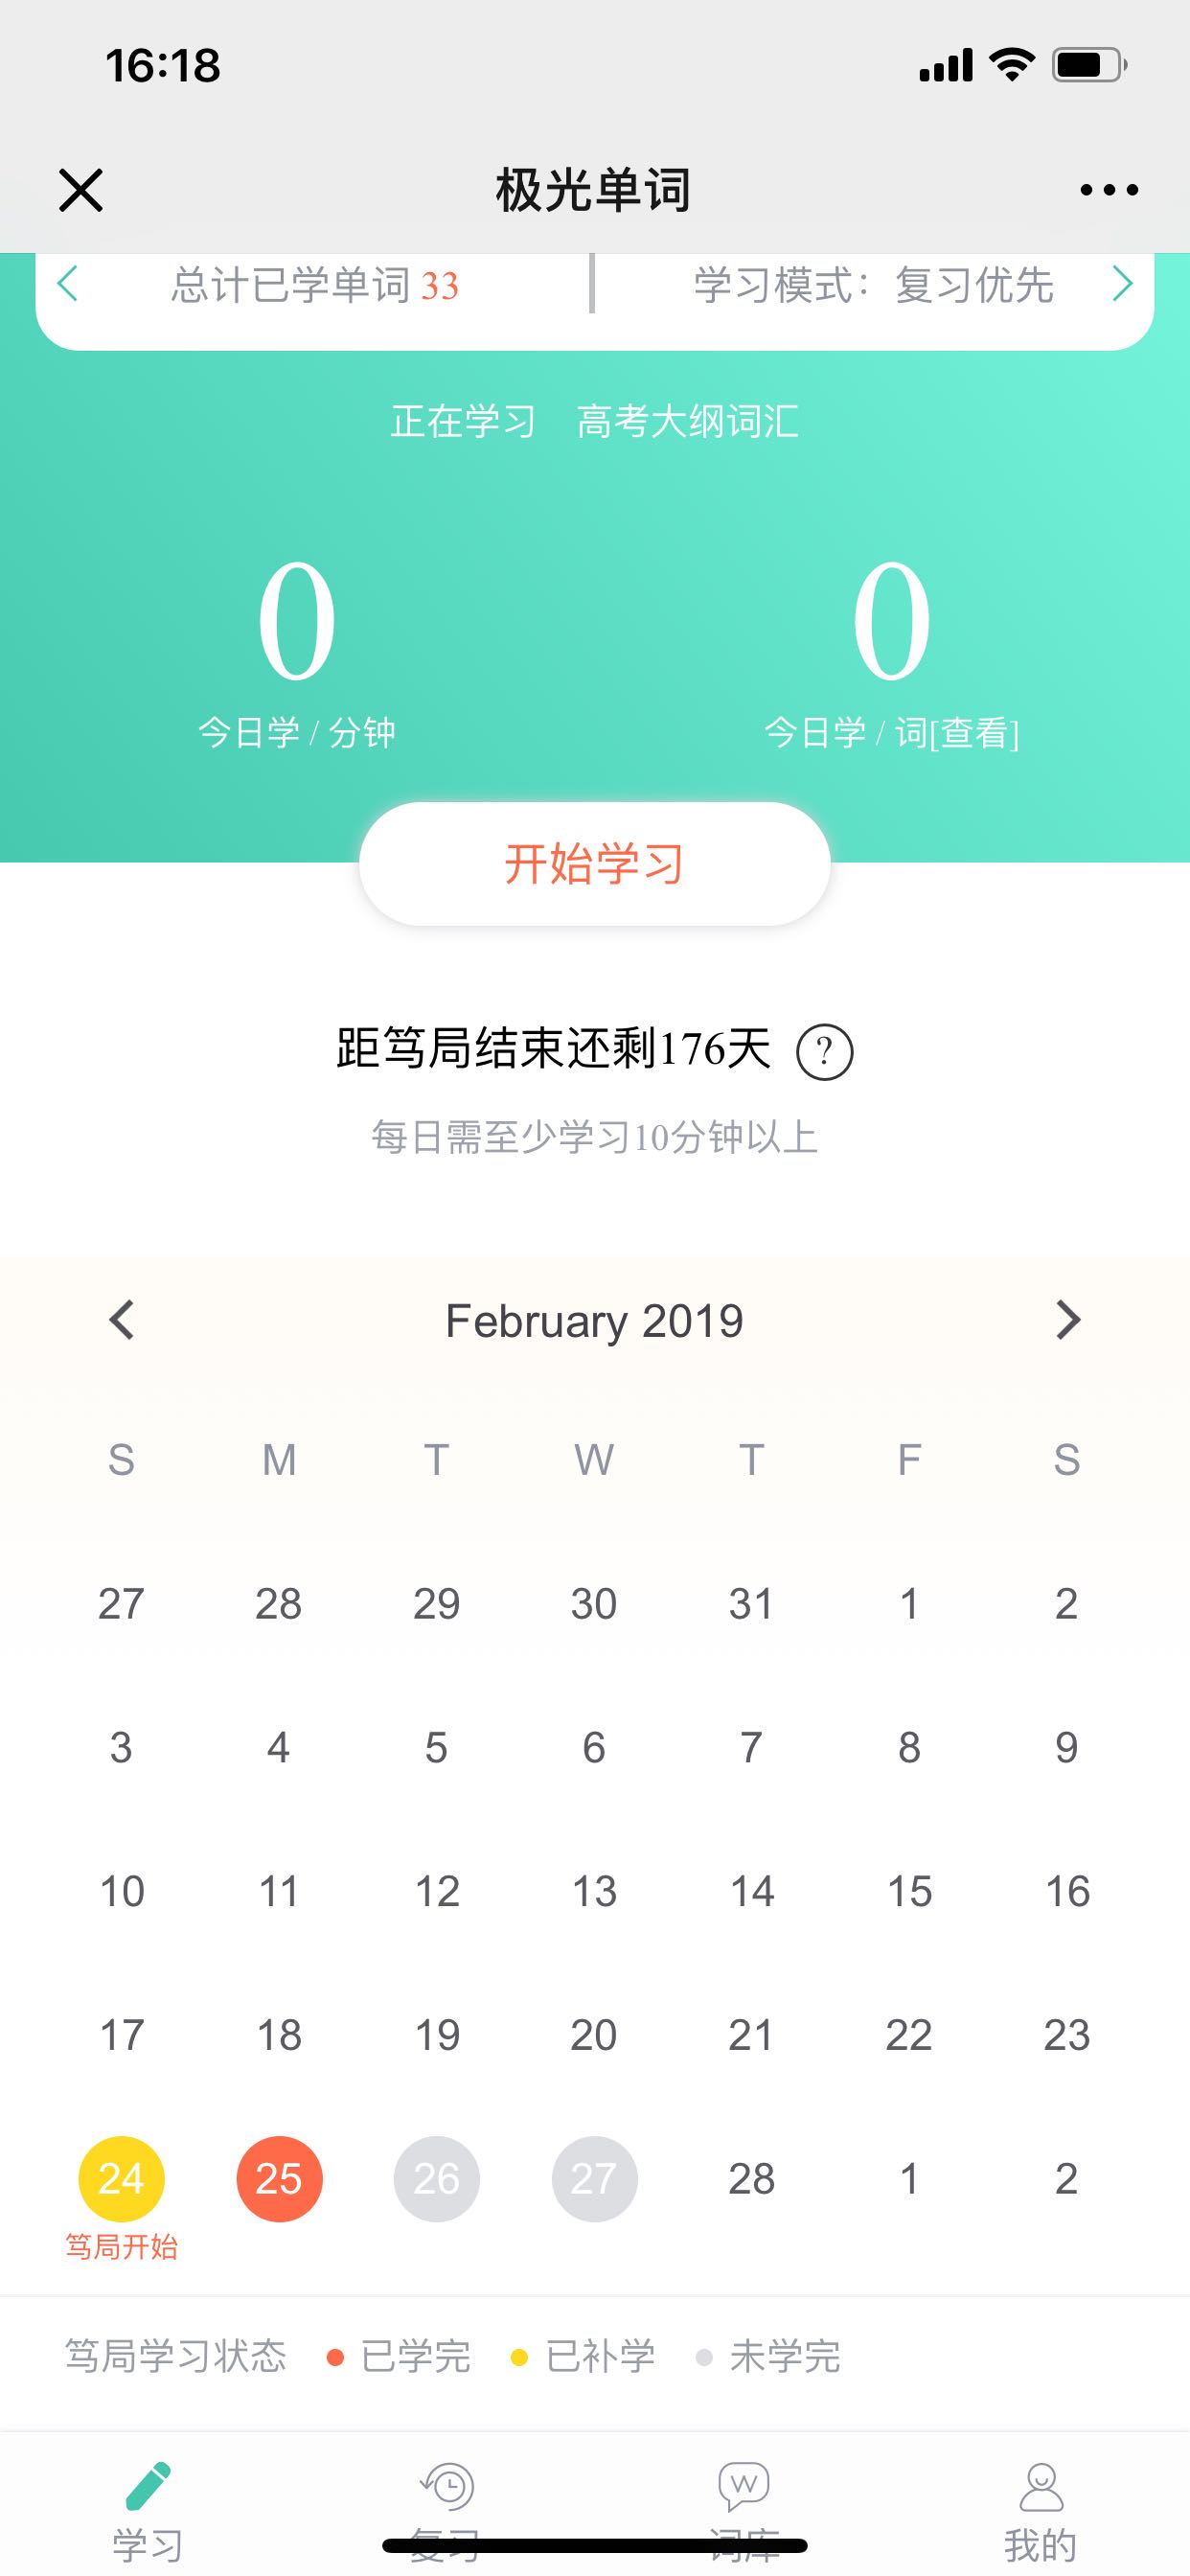 16:18
极光单词
总计已学单词 33
学习模式：复习优先
正在学习 高考大纲词汇
0
0
今日学 / 分钟
今日学 / 词[查看]
开始学习
距笃局结束还剩176天 ?
每日需至少学习10分钟以上
February 2019
S M T W T F S
27 28 29 30 31 1 2
3 4 5 6 7 8 9
10 11 12 13 14 15 16
17 18 19 20 21 22 23
24 25 26 27 28 1 2
笃局开始
笃局学习状态 已学完 已补学 未学完
W
学习 复习 词库 我的